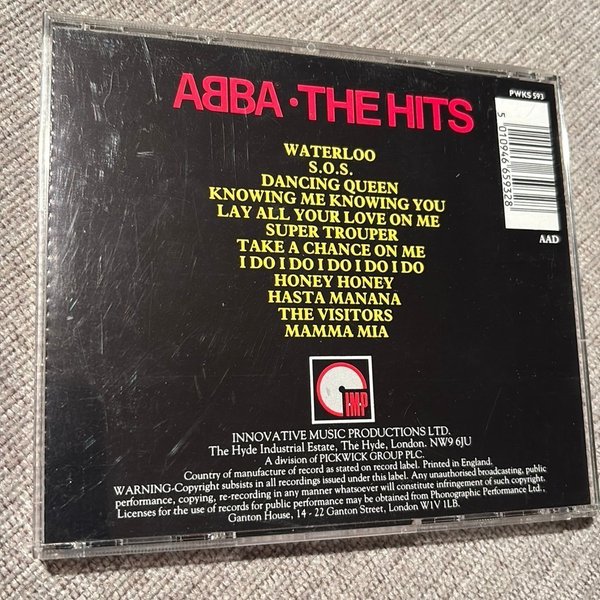 PWKS 593
ABBA · THE HITS
5 010946 659328
AAD
WATERLOO
S.O.S.
DANCING QUEEN
KNOWING ME KNOWING YOU
LAY ALL YOUR LOVE ON ME
SUPER TROUPER
TAKE A CHANCE ON ME
I DO I DO I DO I DO I DO
HONEY HONEY
HASTA MANANA
THE VISITORS
MAMMA MIA
IMP
INNOVATIVE MUSIC PRODUCTIONS LTD.
The Hyde Industrial Estate, The Hyde, London. NW9 6JU
A division of PICKWICK GROUP PLC.
Country of manufacture of record as stated on record label. Printed in England.
WARNING-Copyright subsists in all recordings issued under this label. Any unauthorised broadcasting, public
performance, copying, re-recording in any manner whatsoever will constitute infringement of such copyright.
Licenses for the use of records for public performance may be obtained from Phonographic Performance Ltd.,
Ganton House, 14 - 22 Ganton Street, London W1V 1LB.